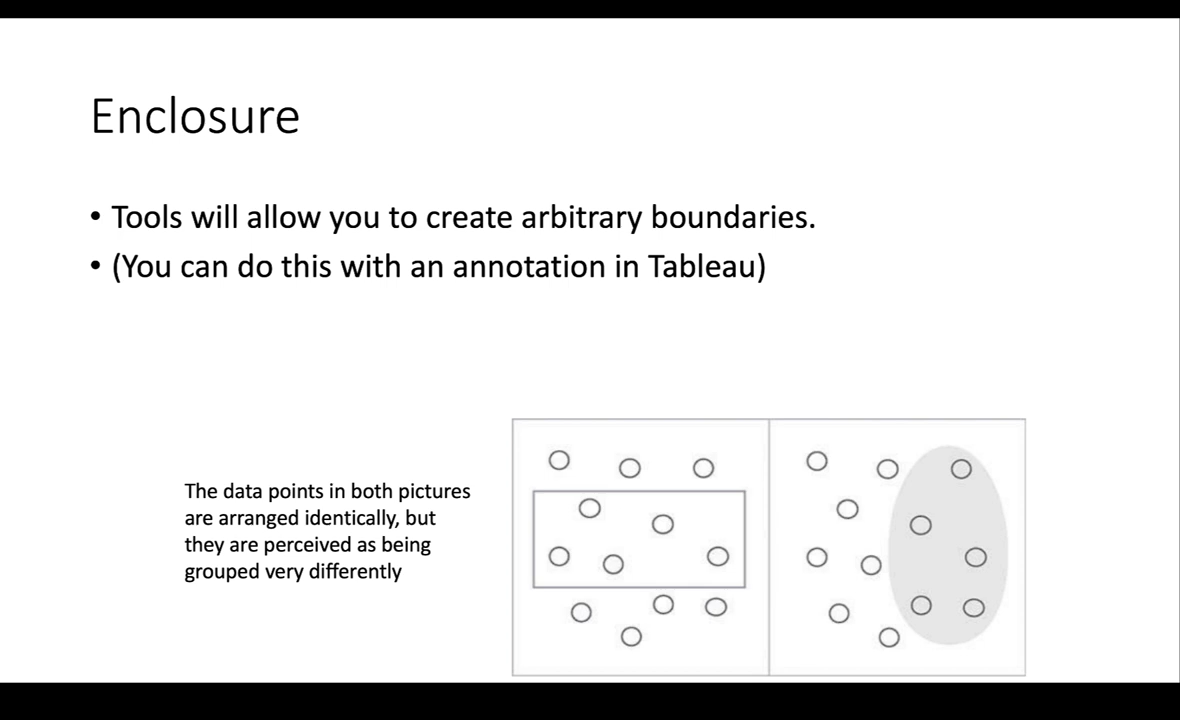 Enclosure
• Tools will allow you to create arbitrary boundaries.
• (You can do this with an annotation in Tableau)
The data points in both pictures
are arranged identically, but
they are perceived as being
grouped very differently